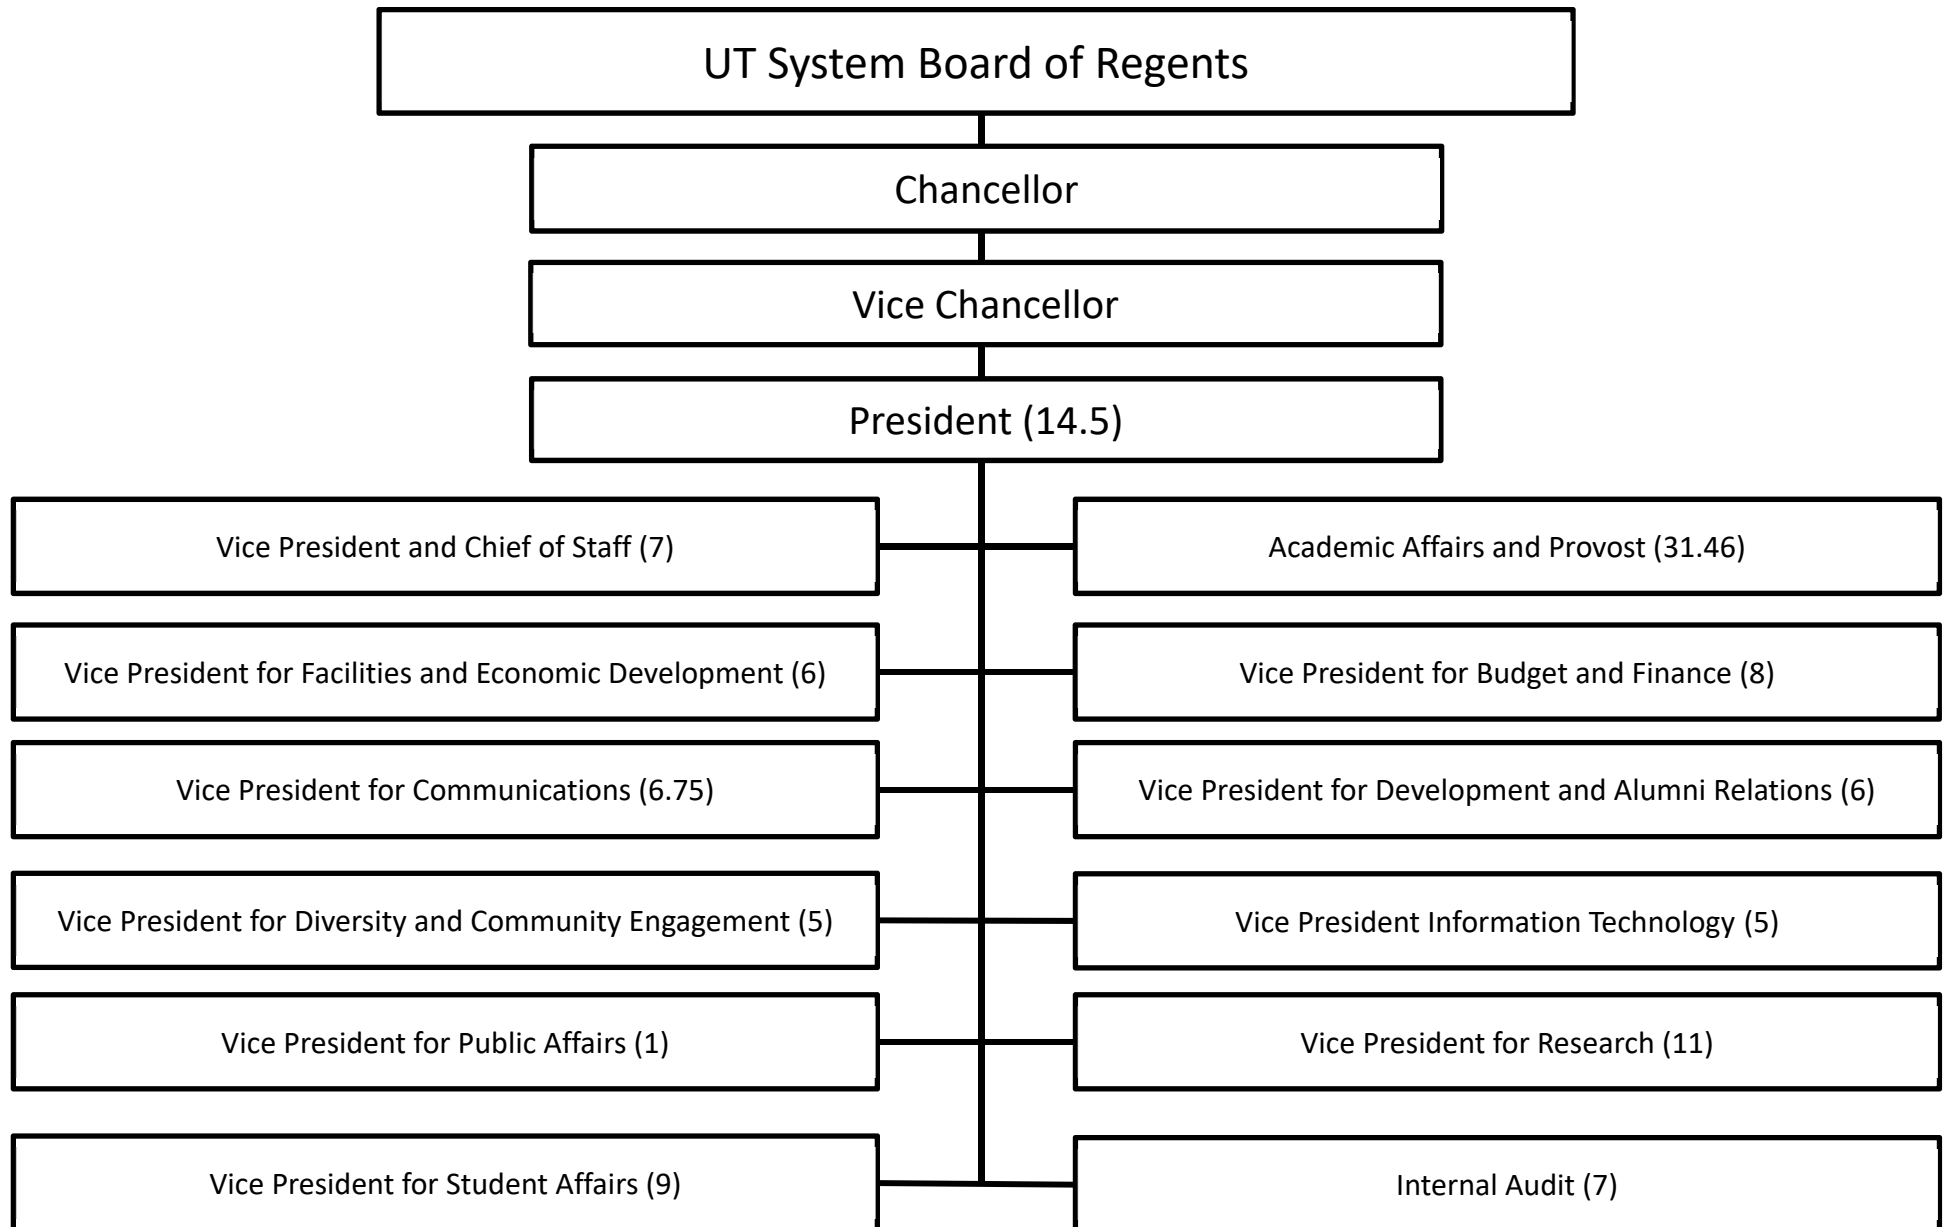 UT System Board of Regents
Chancellor
Vice Chancellor
President (14.5)
Vice President and Chief of Staff (7)
Academic Affairs and Provost (31.46)
Vice President for Facilities and Economic Development (6)
Vice President for Budget and Finance (8)
Vice President for Communications (6.75)
Vice President for Development and Alumni Relations (6)
Vice President for Diversity and Community Engagement (5)
Vice President Information Technology (5)
Vice President for Public Affairs (1)
Vice President for Research (11)
Vice President for Student Affairs (9)
Internal Audit (7)